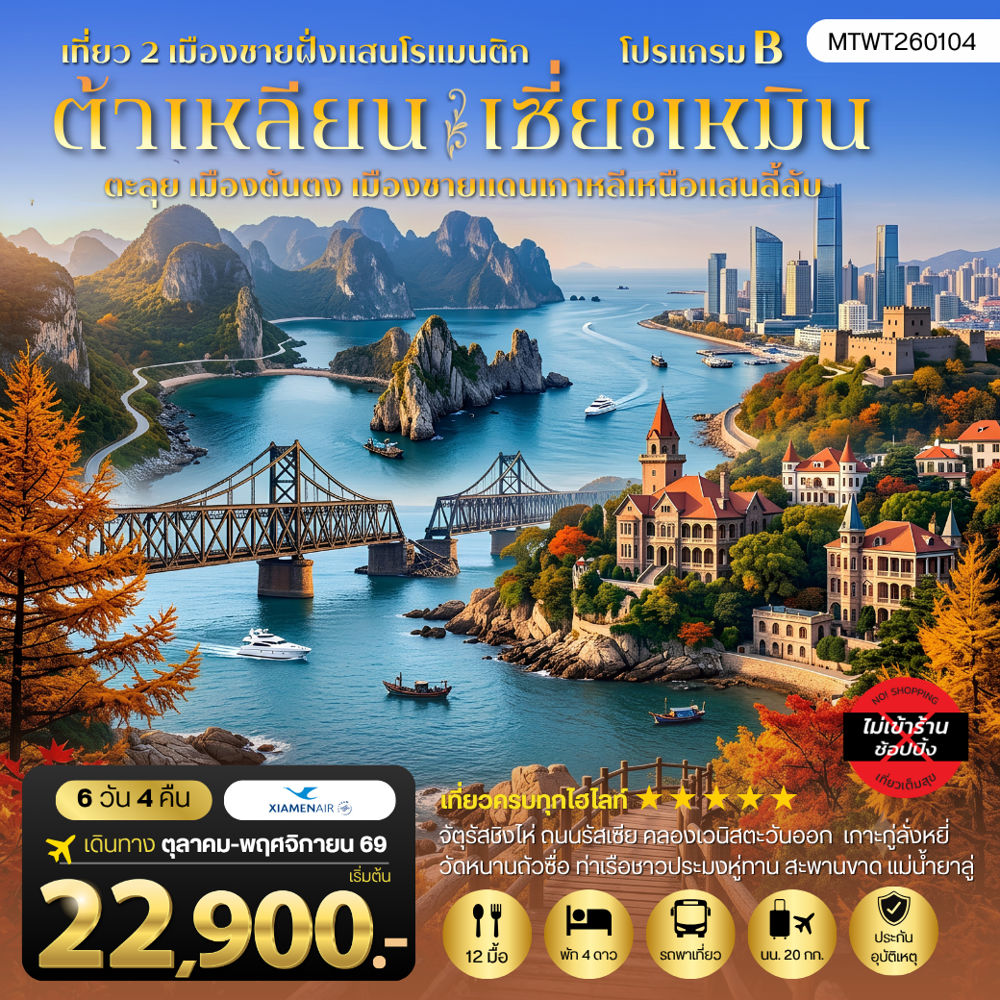 เที่ยว 2 เมืองชายฝั่งแสนโรแมนติก
โปรแกรม B
MTWT260104
ต้าเหลียน เซี่ยะเหมิน
ตะลุย เมืองตันตง เมืองชายแดนเกาหลีเหนือแสนลี้ลับ
NO! SHOPPING
ไม่เข้าร้าน
ช้อปปิ้ง
เที่ยวเต็มสุข
6 วัน 4 คืน
XIAMENAIR
เดินทาง ตุลาคม-พฤศจิกายน 69
เริ่มต้น
22,900.-
เที่ยวครบทุกไฮไลท์ ★ ★ ★ ★ ★
จัตุรัสชิงไห่ ถนนรัสเซีย คลองเวนิสตะวันออก เกาะกู่ลั่งหยี่
วัดหนานถัวซื่อ ท่าเรือชาวประมงหู่ทาน สะพานขาด แม่น้ำยาลู่
12 มื้อ
พัก 4 ดาว
รถพาเที่ยว
นน. 20 กก.
ประกัน
อุบัติเหตุ